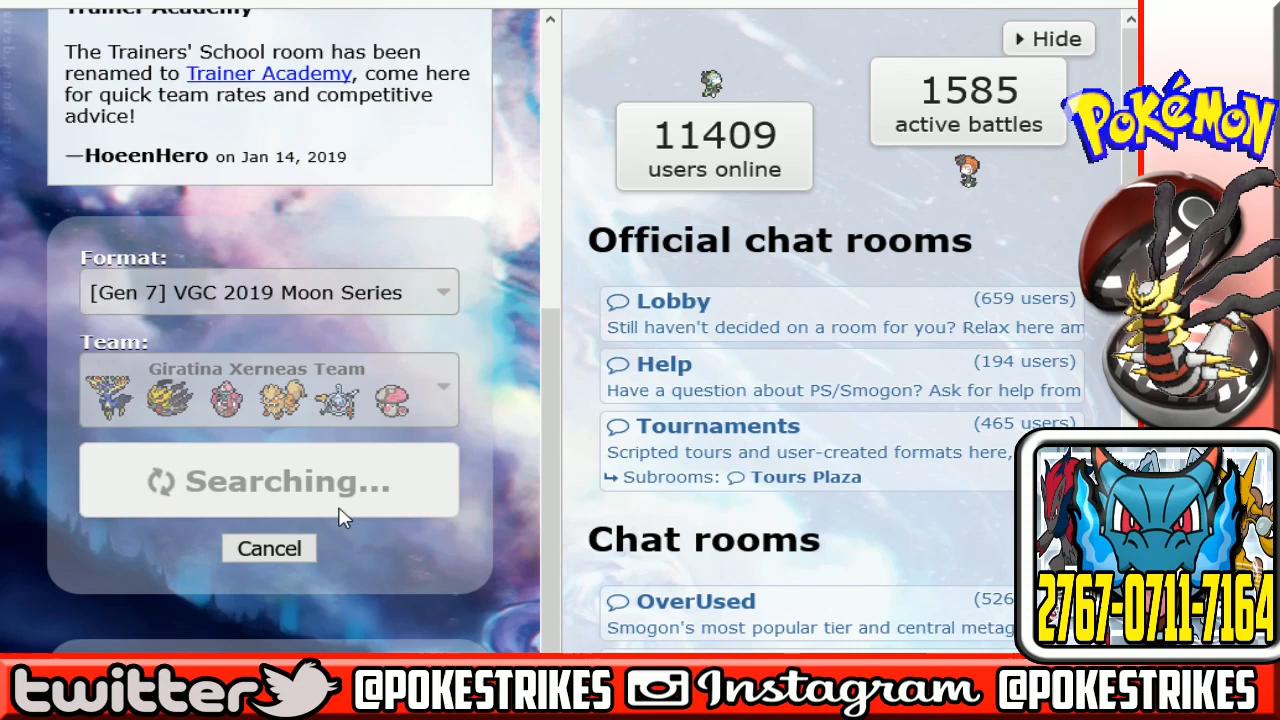 Trainer Academy
The Trainers' School room has been
renamed to Trainer Academy, come here
for quick team rates and competitive
advice!
—HoeenHero on Jan 14, 2019
Format:
[Gen 7] VGC 2019 Moon Series
Team:
Giratina Xerneas Team
Searching...
Cancel
Hide
11409
users online
1585
active battles
Official chat rooms
Lobby (659 users)
Still haven't decided on a room for you? Relax here am
Help (194 users)
Have a question about PS/Smogon? Ask for help from
Tournaments (465 users)
Scripted tours and user-created formats here,
Subrooms: Tours Plaza
Chat rooms
OverUsed (526
Smogon's most popular tier and central metag
POKéMON
2767-0711-7164
twitter @POKESTRIKES Instagram @POKESTRIKES